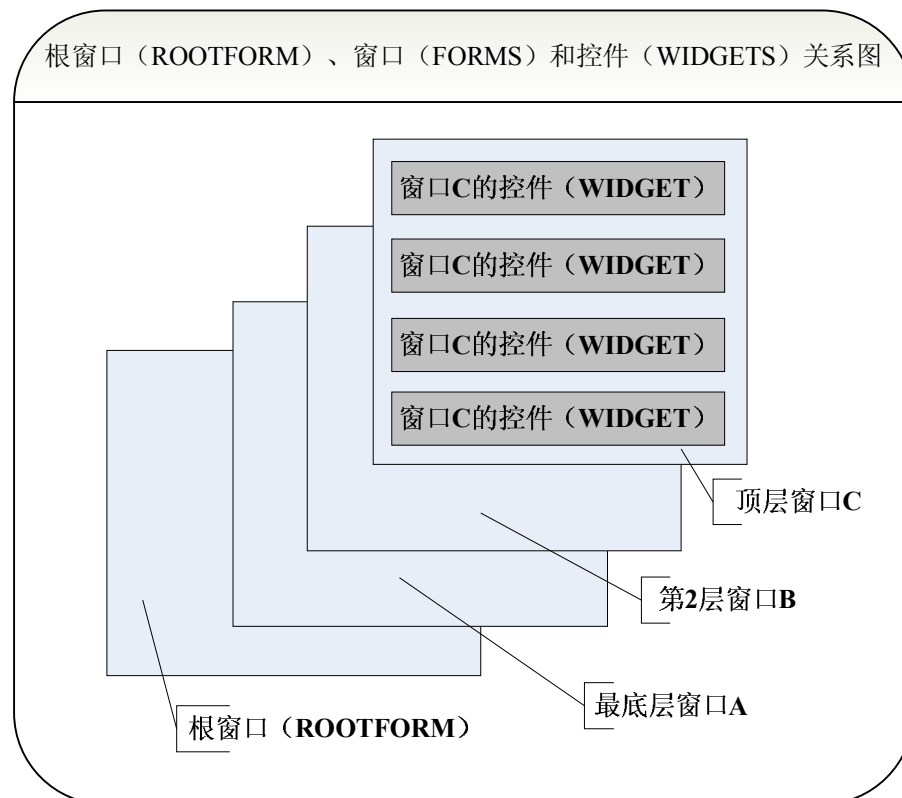 根窗口（ROOTFORM）、窗口（FORMS）和控件（WIDGETS）关系图
窗口C的控件（WIDGET）
窗口C的控件（WIDGET）
窗口C的控件（WIDGET）
窗口C的控件（WIDGET）
顶层窗口C
第2层窗口B
最底层窗口A
根窗口（ROOTFORM）